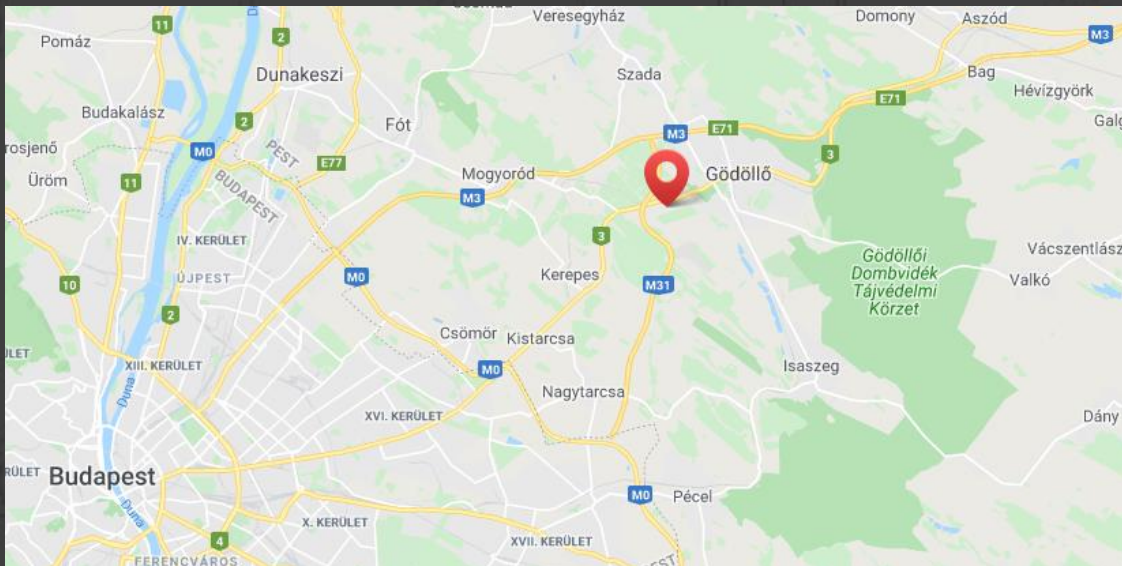 Veresegyház
Domony
Aszód
11
2
M3
Pomáz
Bag
Szada
Dunakeszi
Hévízgyörk
E71
Budakalász
2
Fót
M3
E71
M0
PEST
E77
3
Mogyoród
Gödöllő
Üröm
11
BUDAPEST
M3
IV. KERÜLET
3
Vácszentlász
Gödöllői
Dombvidék
Tájvédelmi
Körzet
ÚJPEST
M0
Kerepes
Valkó
10
M31
2
Csömör
Kistarcsa
XIII. KERÜLET
M0
Isaszeg
Duna
Nagytarcsa
XVI. KERÜLET
Dány
Budapest
M0
Pécel
Duna
X. KERÜLET
4
XVII. KERÜLET
FERENCVÁROS